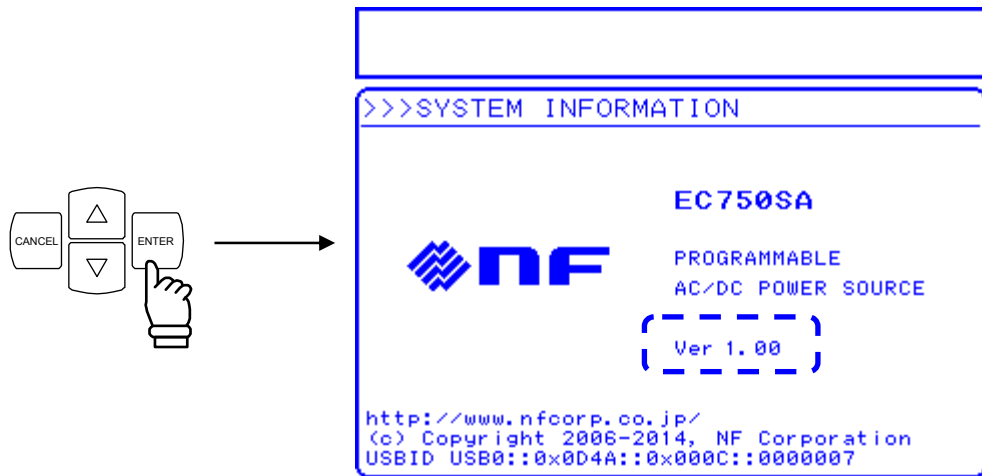 >>>SYSTEM INFORMATION
EC750SA
CANCEL
ENTER
nf
PROGRAMMABLE
AC/DC POWER SOURCE
Ver 1.00
http://www.nfcorp.co.jp/
(c) Copyright 2006-2014, NF Corporation
USBID USB0::0x0D4A::0x000C::0000007